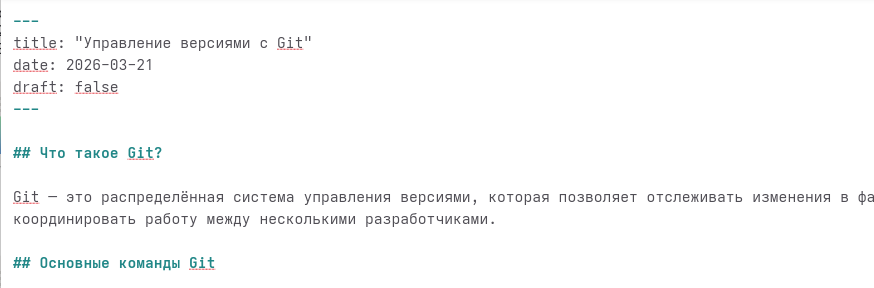 ---
title: "Управление версиями с Git"
date: 2026-03-21
draft: false
---
## Что такое Git?
Git — это распределённая система управления версиями, которая позволяет отслеживать изменения в фа
координировать работу между несколькими разработчиками.
## Основные команды Git